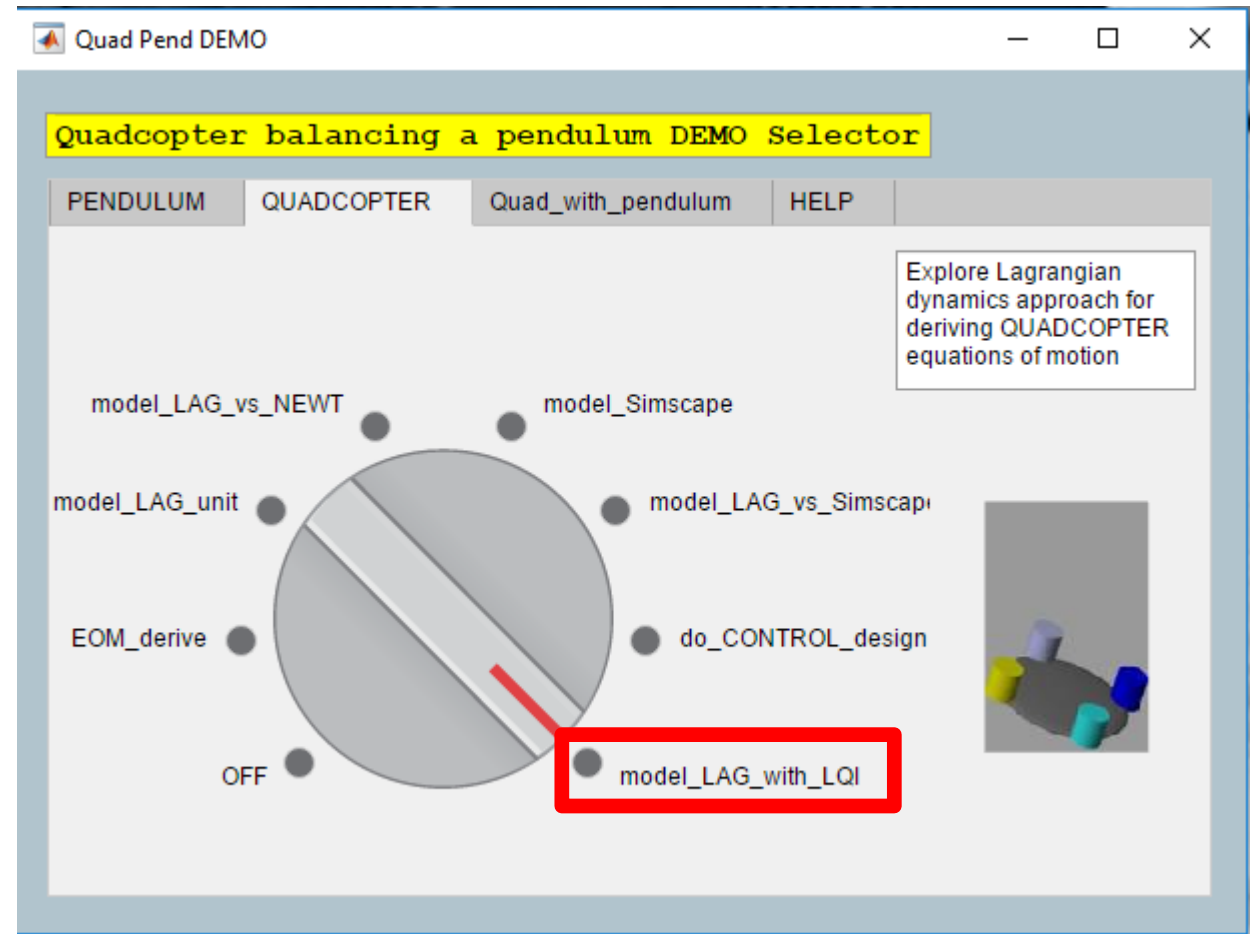 Quad Pend DEMO
Quadcopter balancing a pendulum DEMO Selector
PENDULUM QUADCOPTER Quad_with_pendulum HELP
Explore Lagrangian
dynamics approach for
deriving QUADCOPTER
equations of motion
model_LAG_vs_NEWT model_Simscape
model_LAG_unit model_LAG_vs_Simscape
EOM_derive do_CONTROL_design
OFF model_LAG_with_LQI